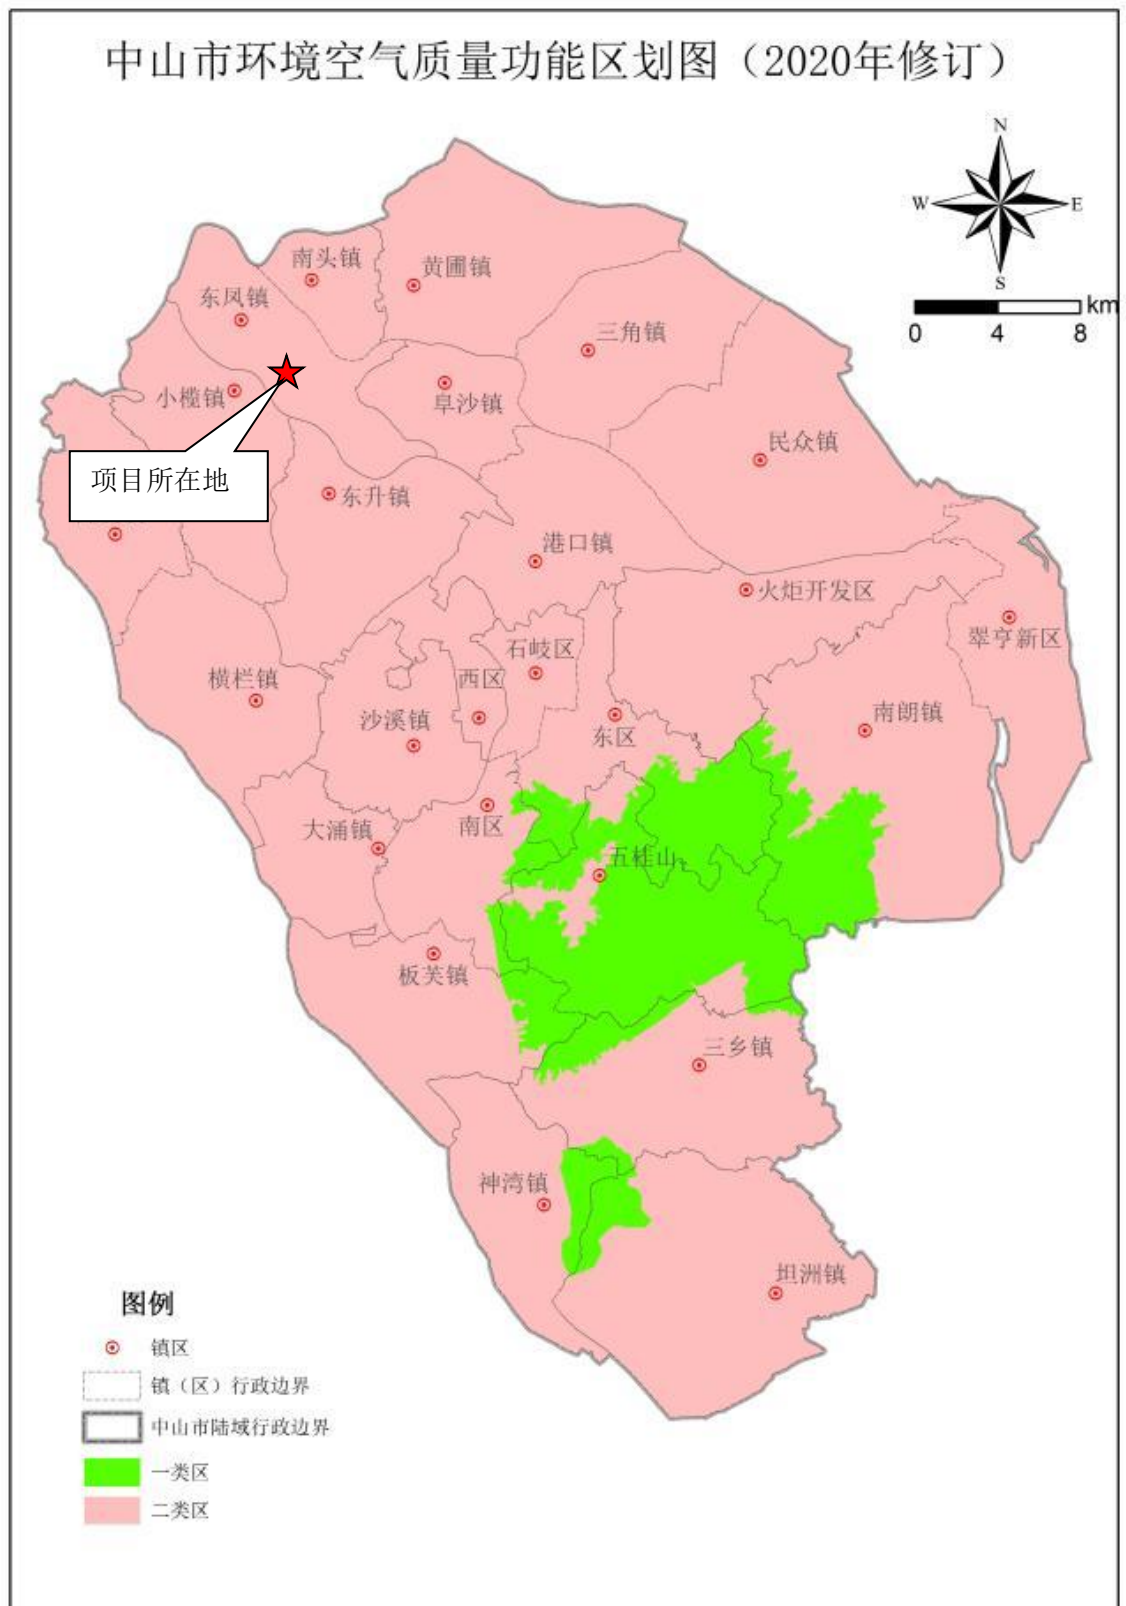 中山市环境空气质量功能区划图（2020年修订）
N
W
E
S
km
0
4
8
南头镇
黄圃镇
东凤镇
三角镇
小榄镇
阜沙镇
民众镇
项目所在地
东升镇
港口镇
火炬开发区
翠亨新区
石岐区
横栏镇
西区
沙溪镇
东区
南朗镇
大涌镇
南区
五桂山
板芙镇
三乡镇
神湾镇
坦洲镇
图例
镇区
镇（区）行政边界
中山市陆域行政边界
一类区
二类区